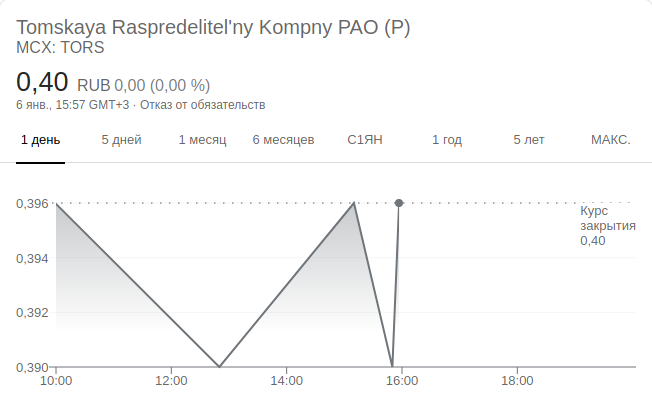 Tomskaya Raspredelitel'ny Kompny PAO (P)
MCX: TORS
0,40 RUB 0,00 (0,00 %)
6 янв., 15:57 GMT+3 · Отказ от обязательств
1 день 5 дней 1 месяц 6 месяцев С1ЯН 1 год 5 лет МАКС.
0,396
Курс
закрытия
0,40
0,394
0,392
0,390
10:00 12:00 14:00 16:00 18:00